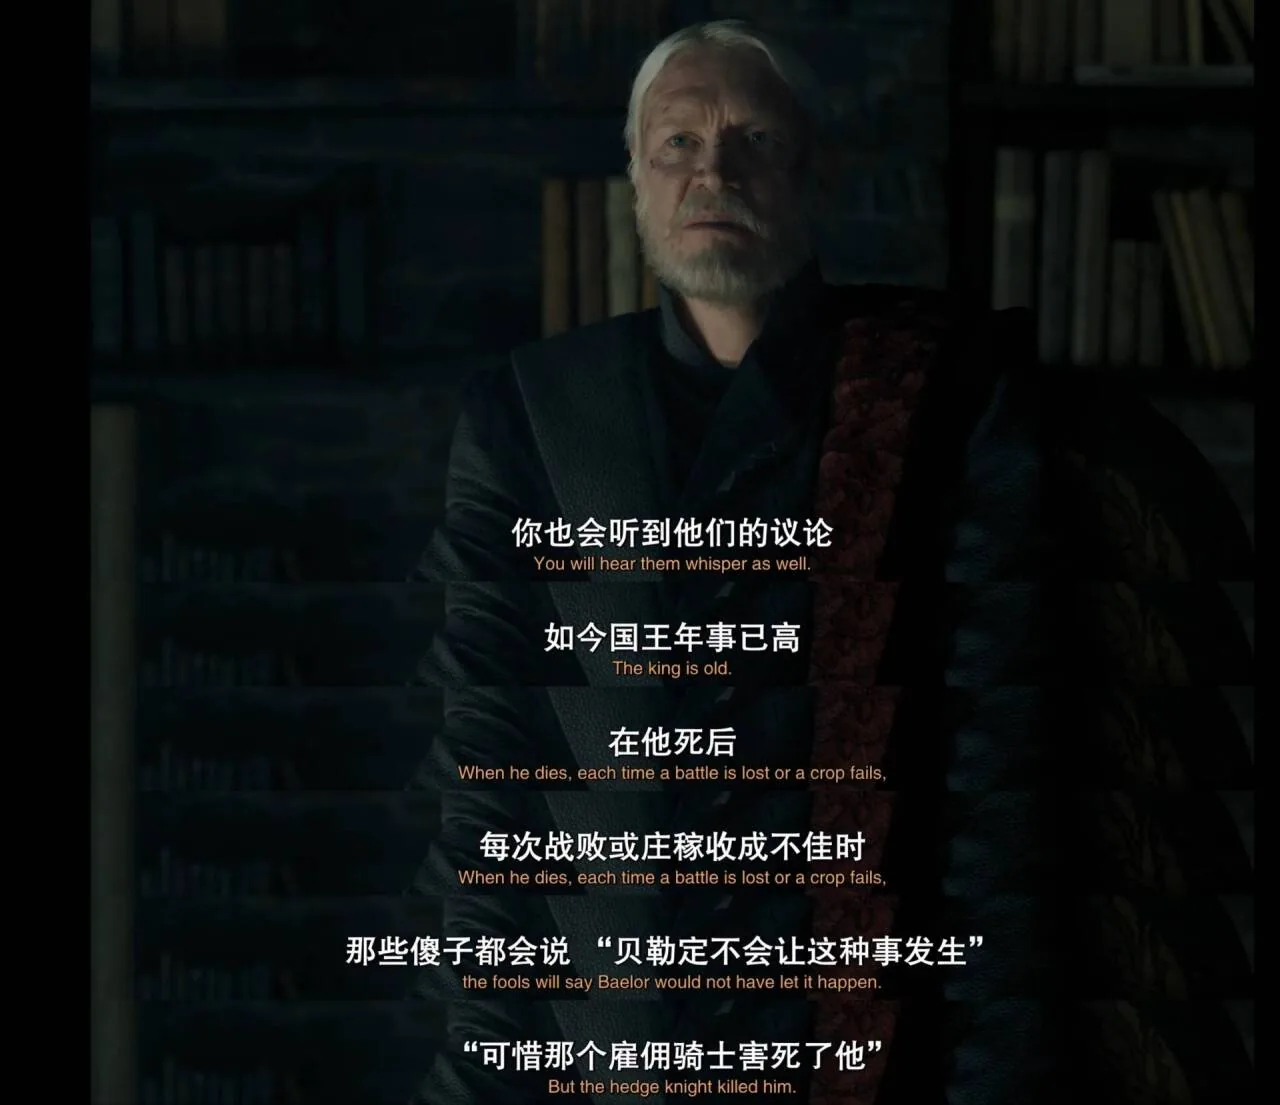 你也会听到他们的议论
You will hear them whisper as well.
如今国王年事已高
The king is old.
在他死后
When he dies, each time a battle is lost or a crop fails,
每次战败或庄稼收成不佳时
When he dies, each time a battle is lost or a crop fails,
那些傻子都会说 “贝勒定不会让这种事发生”
the fools will say Baelor would not have let it happen.
“可惜那个雇佣骑士害死了他”
But the hedge knight killed him.